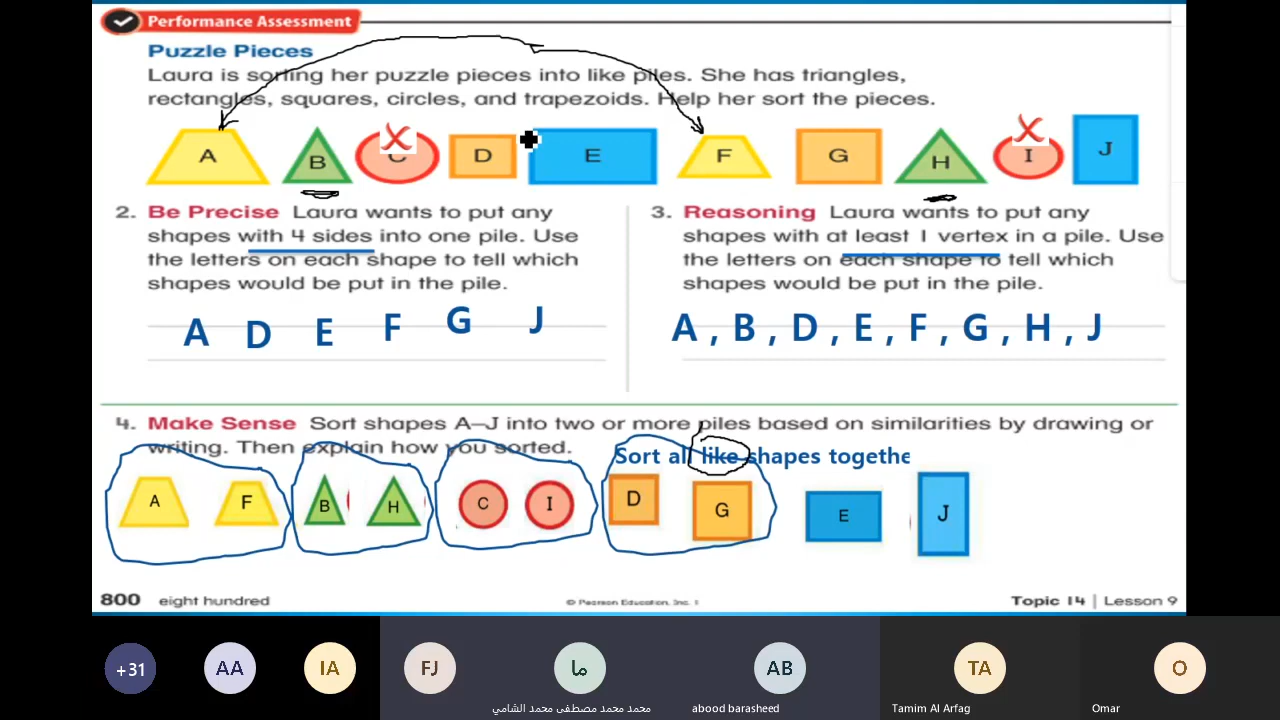 Performance Assessment
Puzzle Pieces
Laura is sorting her puzzle pieces into like piles. She has triangles,
rectangles, squares, circles, and trapezoids. Help her sort the pieces.
A B C D E F G H I J
2. Be Precise Laura wants to put any
shapes with 4 sides into one pile. Use
the letters on each shape to tell which
shapes would be put in the pile.
A D E F G J
3. Reasoning Laura wants to put any
shapes with at least 1 vertex in a pile. Use
the letters on each shape to tell which
shapes would be put in the pile.
A , B , D , E , F , G , H , J
4. Make Sense Sort shapes A–J into two or more piles based on similarities by drawing or
writing. Then explain how you sorted.
Sort all like shapes togethe
A F B H C I D G E J
800 eight hundred
© Pearson Education, Inc. 1
Topic 14 | Lesson 9
+31 AA IA FJ ما AB TA O
محمد محمد مصطفى محمد الشامي
abood barasheed
Tamim Al Arfag
Omar